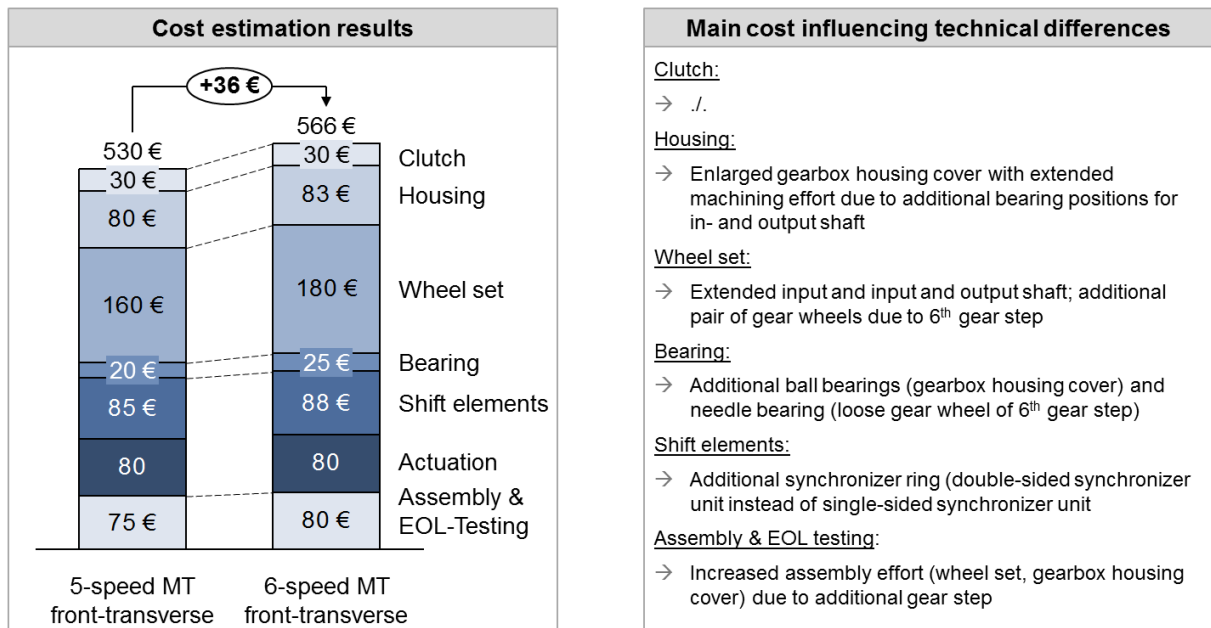 Cost estimation results
+36 €
530 €
566 €
30 €
30 €
Clutch
80 €
83 €
Housing
160 €
180 €
Wheel set
20 €
25 €
Bearing
85 €
88 €
Shift elements
80
80
Actuation
75 €
80 €
Assembly &
EOL-Testing
5-speed MT
front-transverse
6-speed MT
front-transverse
Main cost influencing technical differences
Clutch:
→ ./.
Housing:
→ Enlarged gearbox housing cover with extended
machining effort due to additional bearing positions for
in- and output shaft
Wheel set:
→ Extended input and input and output shaft; additional
pair of gear wheels due to 6th gear step
Bearing:
→ Additional ball bearings (gearbox housing cover) and
needle bearing (loose gear wheel of 6th gear step)
Shift elements:
→ Additional synchronizer ring (double-sided synchronizer
unit instead of single-sided synchronizer unit
Assembly & EOL testing:
→ Increased assembly effort (wheel set, gearbox housing
cover) due to additional gear step